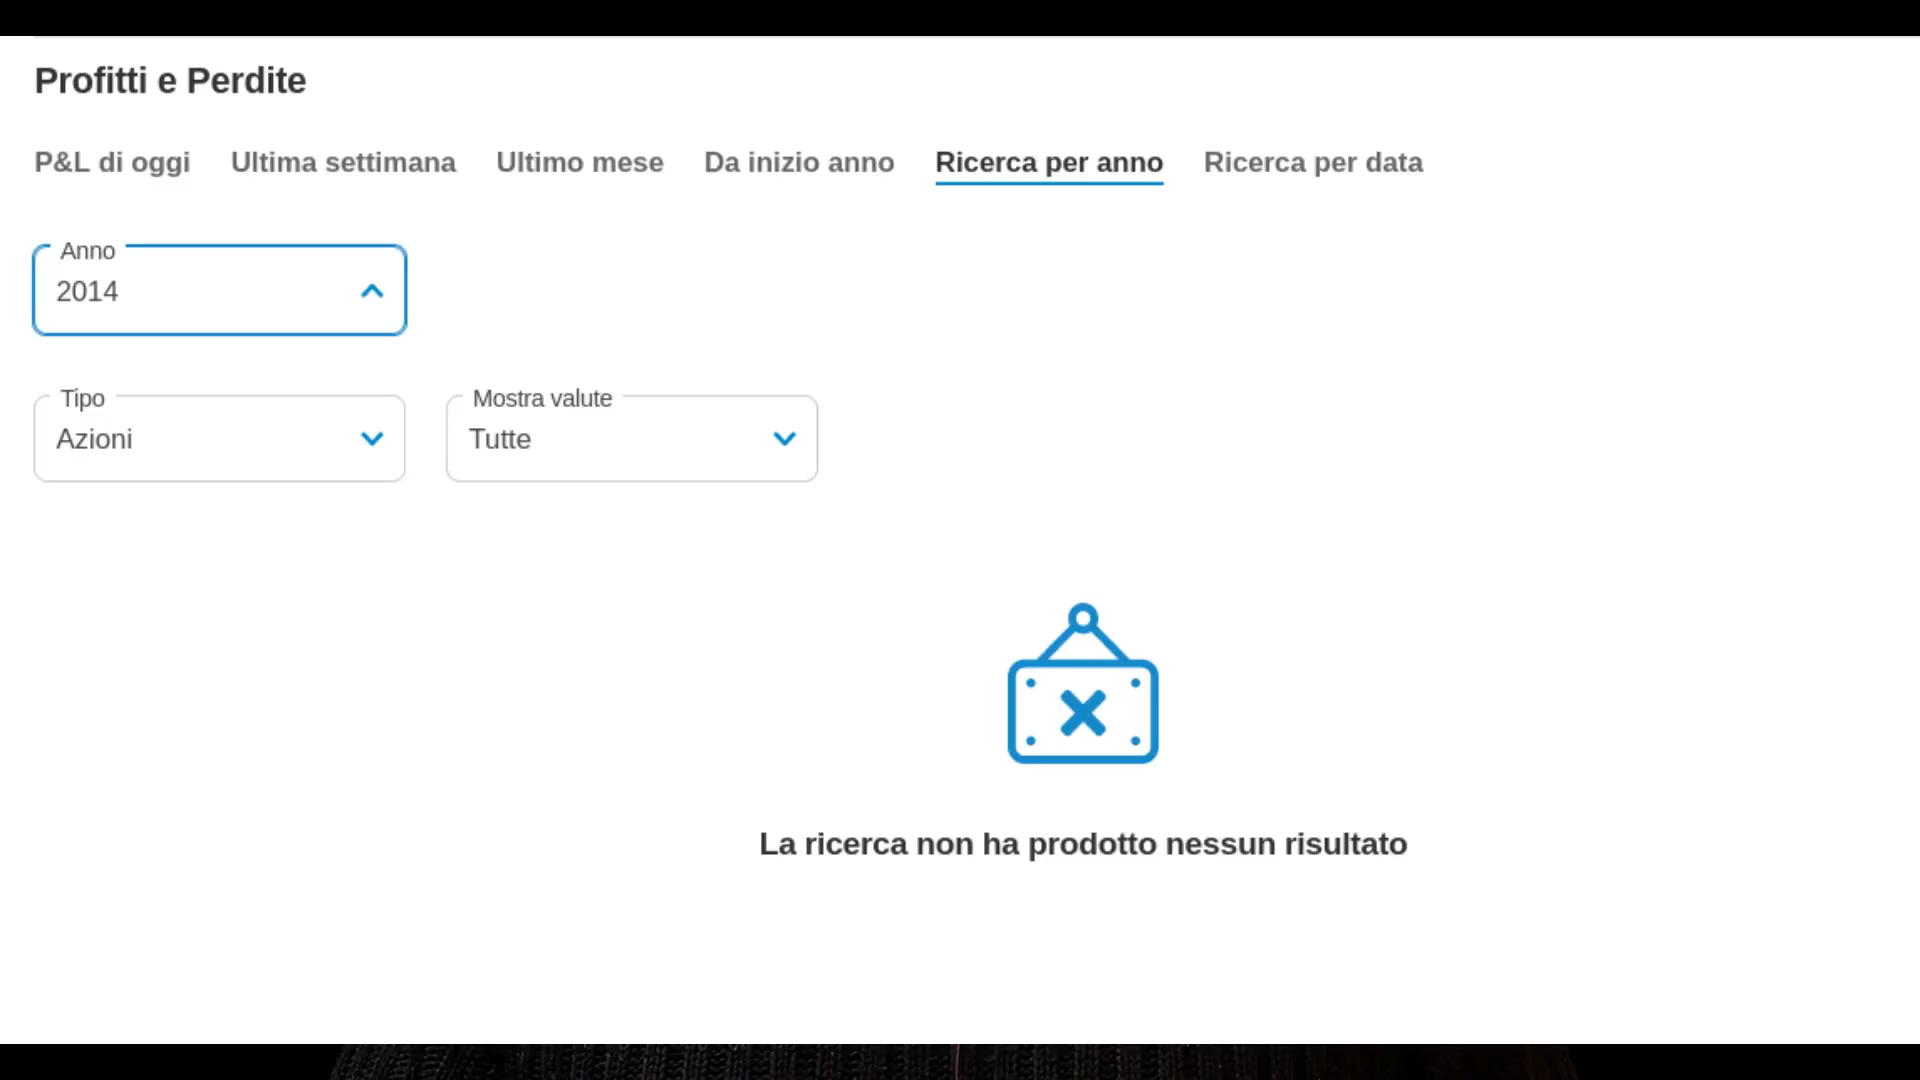 Profitti e Perdite
P&L di oggi Ultima settimana Ultimo mese Da inizio anno Ricerca per anno Ricerca per data
Anno
2014
Tipo Mostra valute
Azioni Tutte
La ricerca non ha prodotto nessun risultato